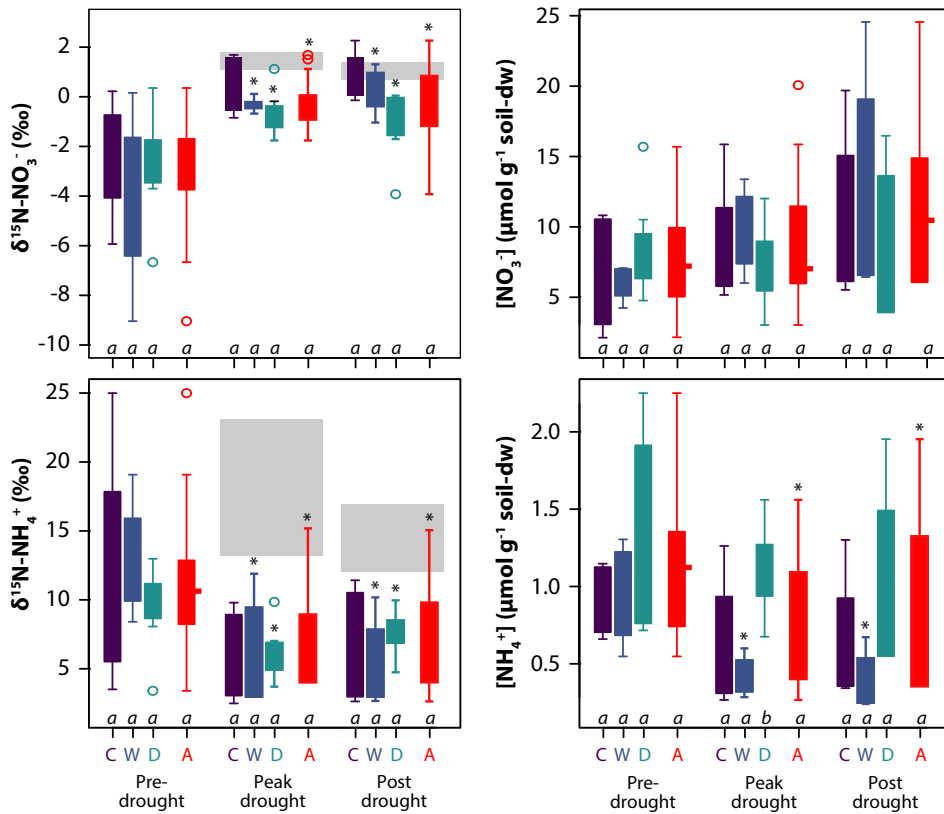 δ¹⁵N-NO₃⁻ (‰)
2
0
-2
-4
-6
-8
-10
* * * * * *
a a a a a a a a a a a a
[NO₃⁻] (μmol g⁻¹ soil-dw)
25
20
15
10
5
a a a a a a a a a a a a
δ¹⁵N-NH₄⁺ (‰)
25
20
15
10
5
* * * * * *
a a a a a a a a a a a a
C W D A C W D A C W D A
Pre-
drought
Peak
drought
Post
drought
[NH₄⁺] (μmol g⁻¹ soil-dw)
2.0
1.5
1.0
0.5
* * * *
a a a a a a b a a a a a
C W D A C W D A C W D A
Pre-
drought
Peak
drought
Post
drought